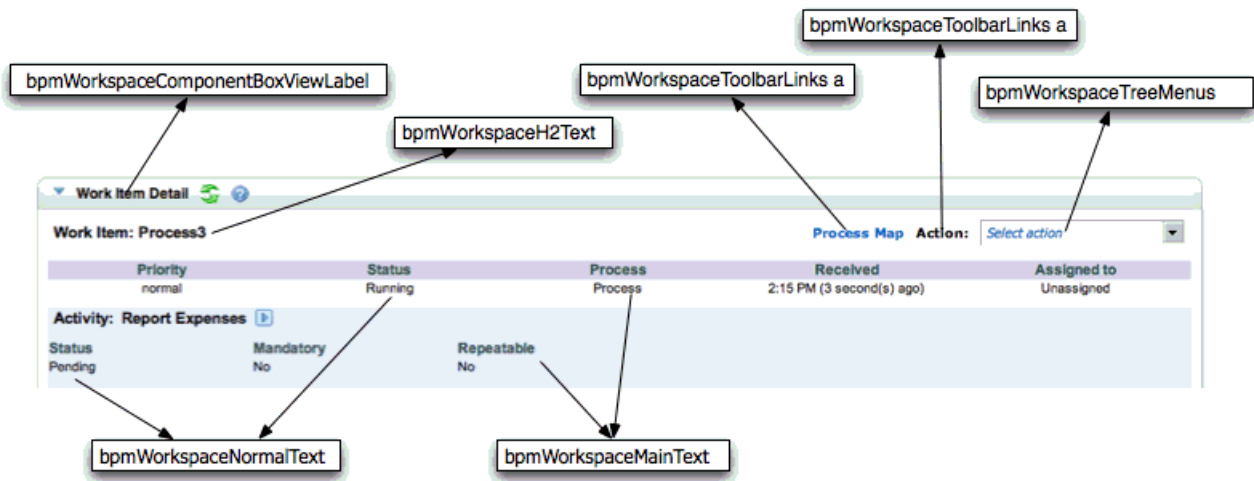 bpmWorkspaceToolbarLinks a
bpmWorkspaceComponentBoxViewLabel
bpmWorkspaceToolbarLinks a
bpmWorkspaceTreeMenus
bpmWorkspaceH2Text
Work Item Detail
Work Item: Process3 Process Map Action: Select action
Priority Status Process Received Assigned to
normal Running Process 2:15 PM (3 second(s) ago) Unassigned
Activity: Report Expenses
Status Mandatory Repeatable
Pending No No
bpmWorkspaceNormalText bpmWorkspaceMainText